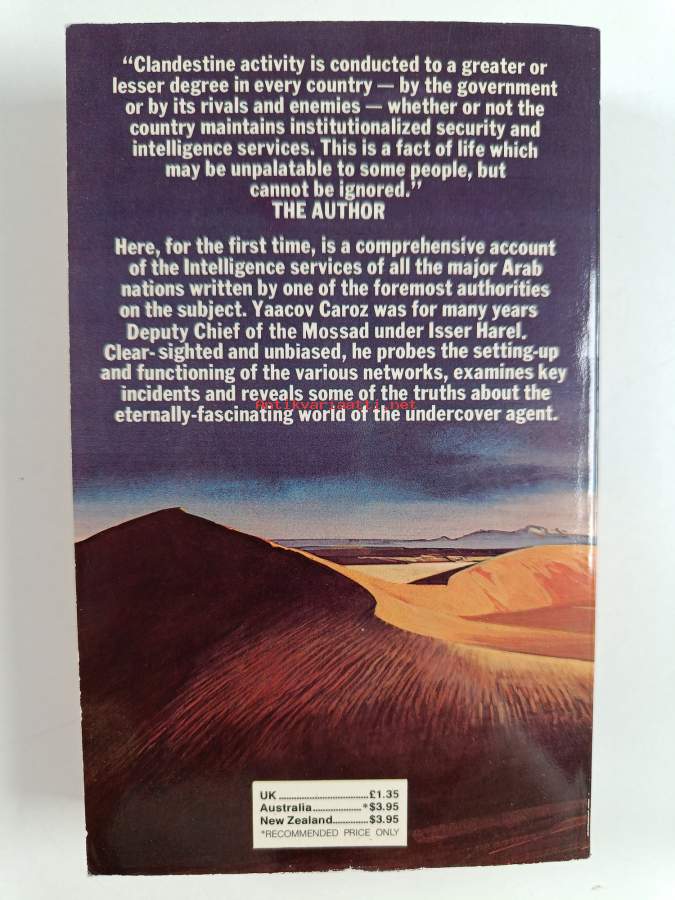 “Clandestine activity is conducted to a greater or
lesser degree in every country — by the government
or by its rivals and enemies — whether or not the
country maintains institutionalized security and
intelligence services. This is a fact of life which
may be unpalatable to some people, but
cannot be ignored.”
THE AUTHOR
Here, for the first time, is a comprehensive account
of the Intelligence services of all the major Arab
nations written by one of the foremost authorities
on the subject. Yaacov Caroz was for many years
Deputy Chief of the Mossad under Isser Harel.
Clear-sighted and unbiased, he probes the setting-up
and functioning of the various networks, examines key
incidents and reveals some of the truths about the
Antikvariaatti.net
eternally-fascinating world of the undercover agent.
UK....................................£1.35
Australia....................*$3.95
New Zealand..............$3.95
*RECOMMENDED PRICE ONLY